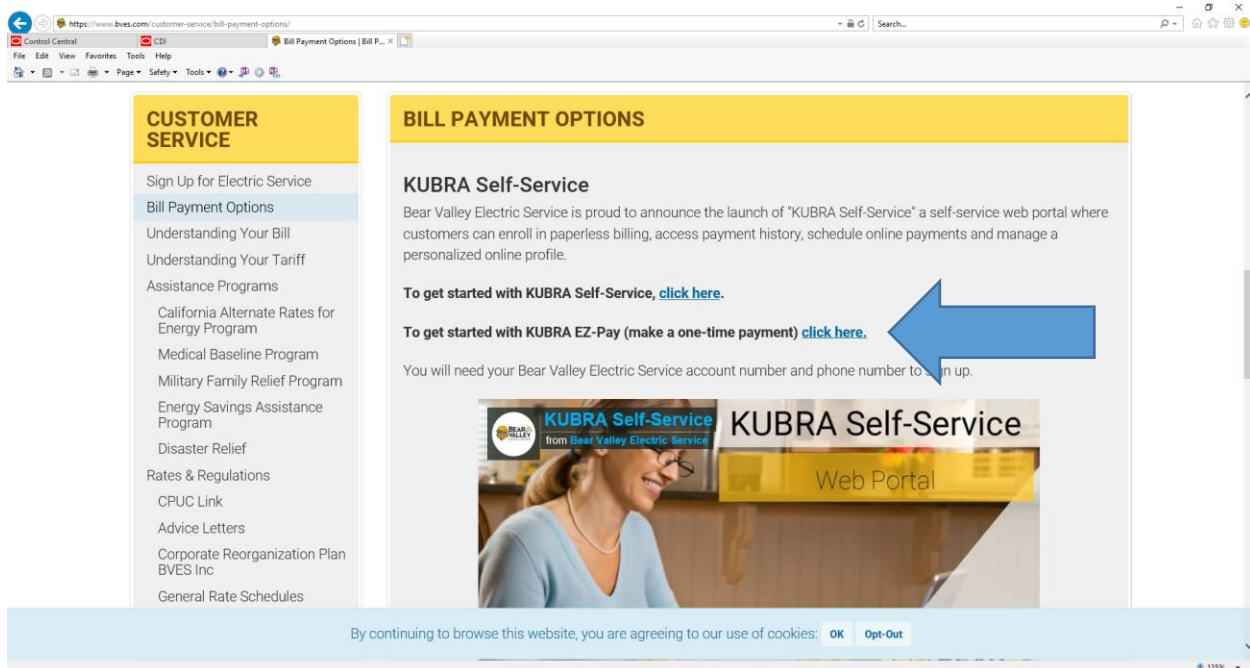 https://www.bves.com/customer-service/bill-payment-options/
Search...
Control Central
CDI
Bill Payment Options | Bill P...
File Edit View Favorites Tools Help
Page Safety Tools
CUSTOMER
SERVICE
Sign Up for Electric Service
Bill Payment Options
Understanding Your Bill
Understanding Your Tariff
Assistance Programs
California Alternate Rates for
Energy Program
Medical Baseline Program
Military Family Relief Program
Energy Savings Assistance
Program
Disaster Relief
Rates & Regulations
CPUC Link
Advice Letters
Corporate Reorganization Plan
BVES Inc
General Rate Schedules
BILL PAYMENT OPTIONS
KUBRA Self-Service
Bear Valley Electric Service is proud to announce the launch of "KUBRA Self-Service" a self-service web portal where
customers can enroll in paperless billing, access payment history, schedule online payments and manage a
personalized online profile.
To get started with KUBRA Self-Service, click here.
To get started with KUBRA EZ-Pay (make a one-time payment) click here.
You will need your Bear Valley Electric Service account number and phone number to sign up.
BEAR
VALLEY
KUBRA Self-Service
from Bear Valley Electric Service
KUBRA Self-Service
Web Portal
By continuing to browse this website, you are agreeing to our use of cookies: OK Opt-Out
135%